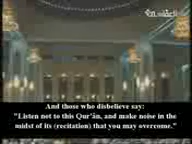 And those who disbelieve say:
"Listen not to this Qur'ân, and make noise in the
midst of its (recitation) that you may overcome."